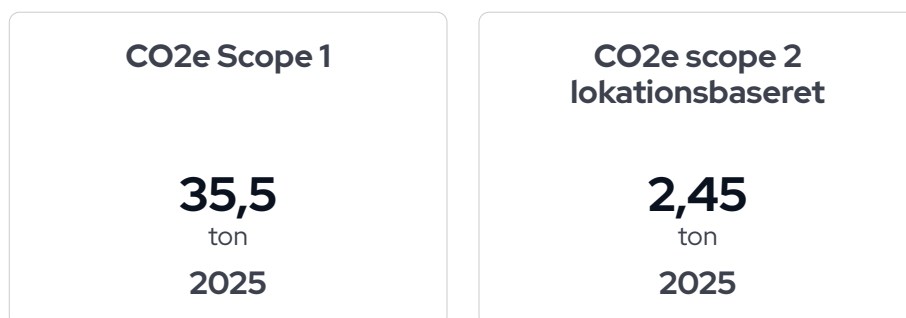 CO2e Scope 1
35,5
ton
2025
CO2e scope 2
lokationsbaseret
2,45
ton
2025